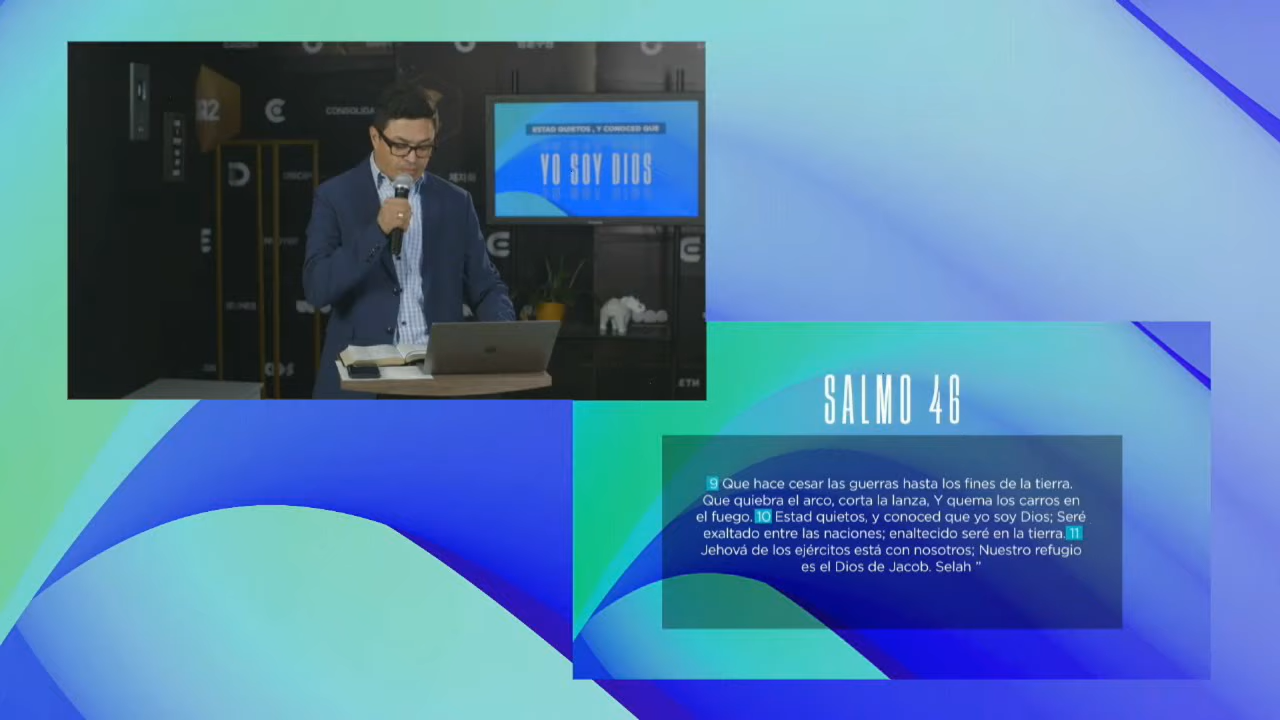 CONSOLIDA
ESTAD QUIETOS , Y CONOCED QUE
YO SOY DIOS
SALMO 46
9 Que hace cesar las guerras hasta los fines de la tierra.
Que quiebra el arco, corta la lanza, Y quema los carros en
el fuego. 10 Estad quietos, y conoced que yo soy Dios; Seré
exaltado entre las naciones; enaltecido seré en la tierra. 11
Jehová de los ejércitos está con nosotros; Nuestro refugio
es el Dios de Jacob. Selah "